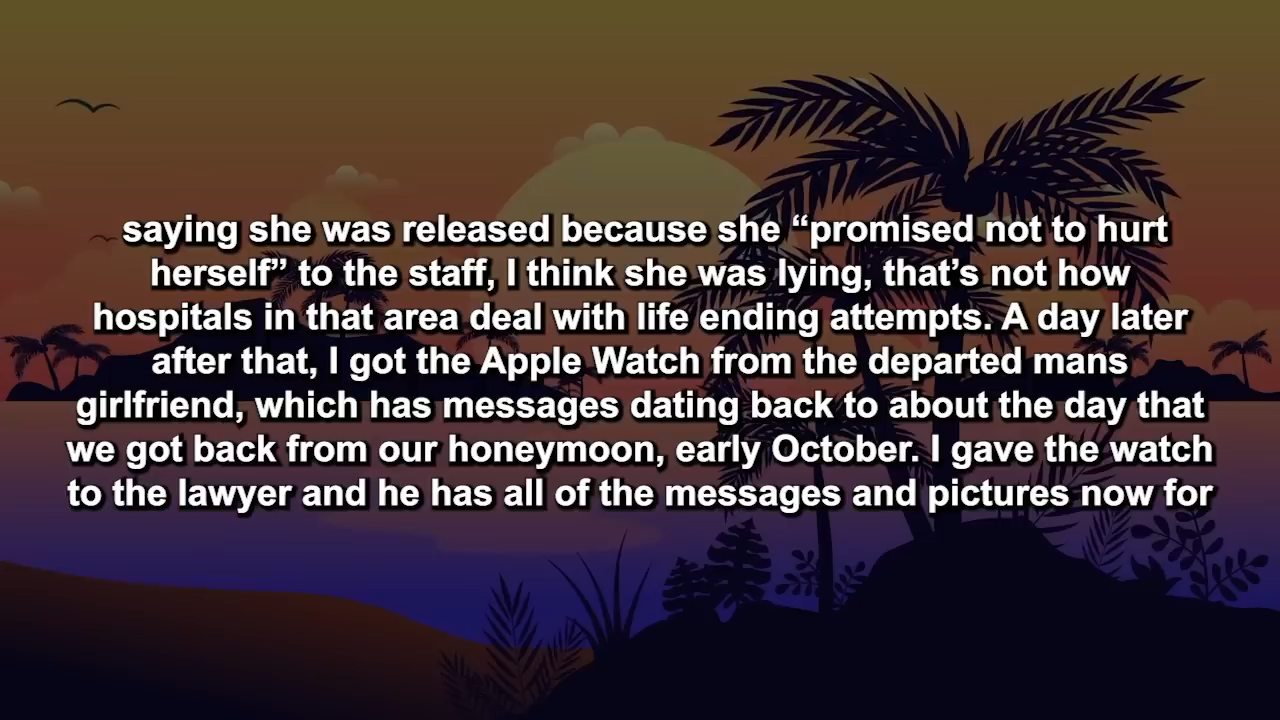 saying she was released because she “promised not to hurt
herself” to the staff, I think she was lying, that’s not how
hospitals in that area deal with life ending attempts. A day later
after that, I got the Apple Watch from the departed mans
girlfriend, which has messages dating back to about the day that
we got back from our honeymoon, early October. I gave the watch
to the lawyer and he has all of the messages and pictures now for